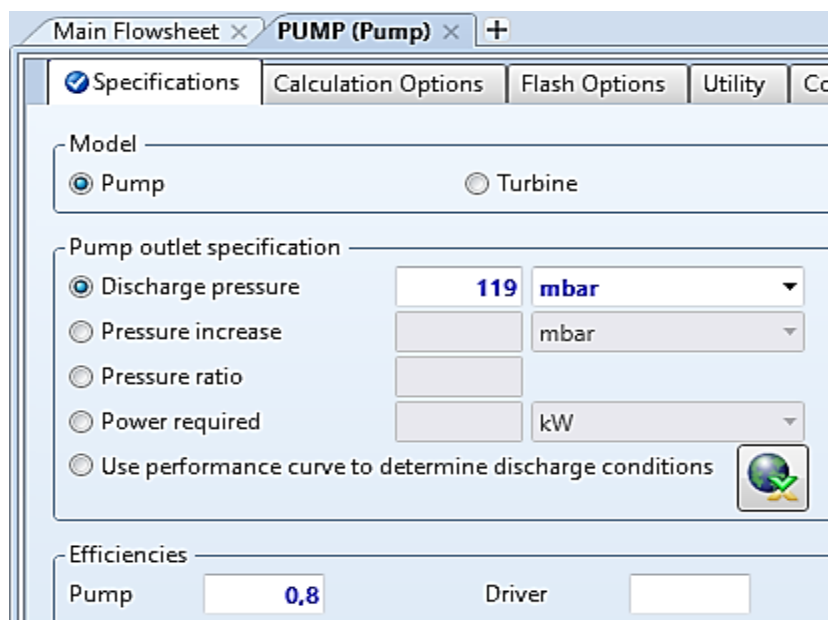 Main Flowsheet PUMP (Pump)
Specifications Calculation Options Flash Options Utility Co
Model
Pump Turbine
Pump outlet specification
Discharge pressure 119 mbar
Pressure increase mbar
Pressure ratio
Power required kW
Use performance curve to determine discharge conditions
Efficiencies
Pump 0,8 Driver